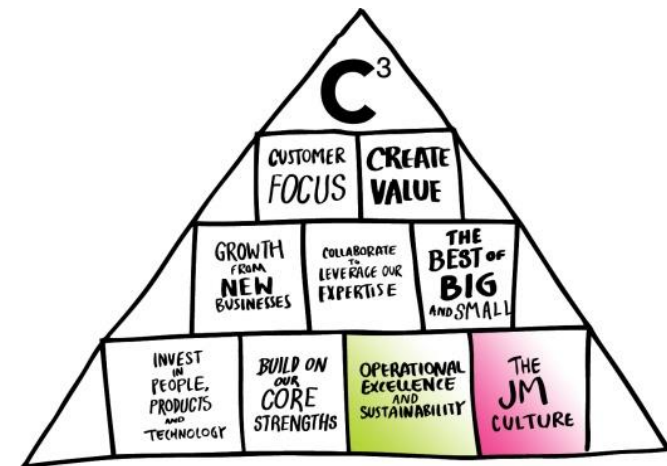 C³
CUSTOMER
FOCUS
CREATE
VALUE
GROWTH
FROM
NEW
BUSINESSES
COLLABORATE
TO
LEVERAGE OUR
EXPERTISE
THE
BEST OF
BIG
AND SMALL
INVEST
IN
PEOPLE,
PRODUCTS
AND
TECHNOLOGY
BUILD ON
OUR
CORE
STRENGTHS
OPERATIONAL
EXCELLENCE
AND
SUSTAINABILITY
THE
JM
CULTURE